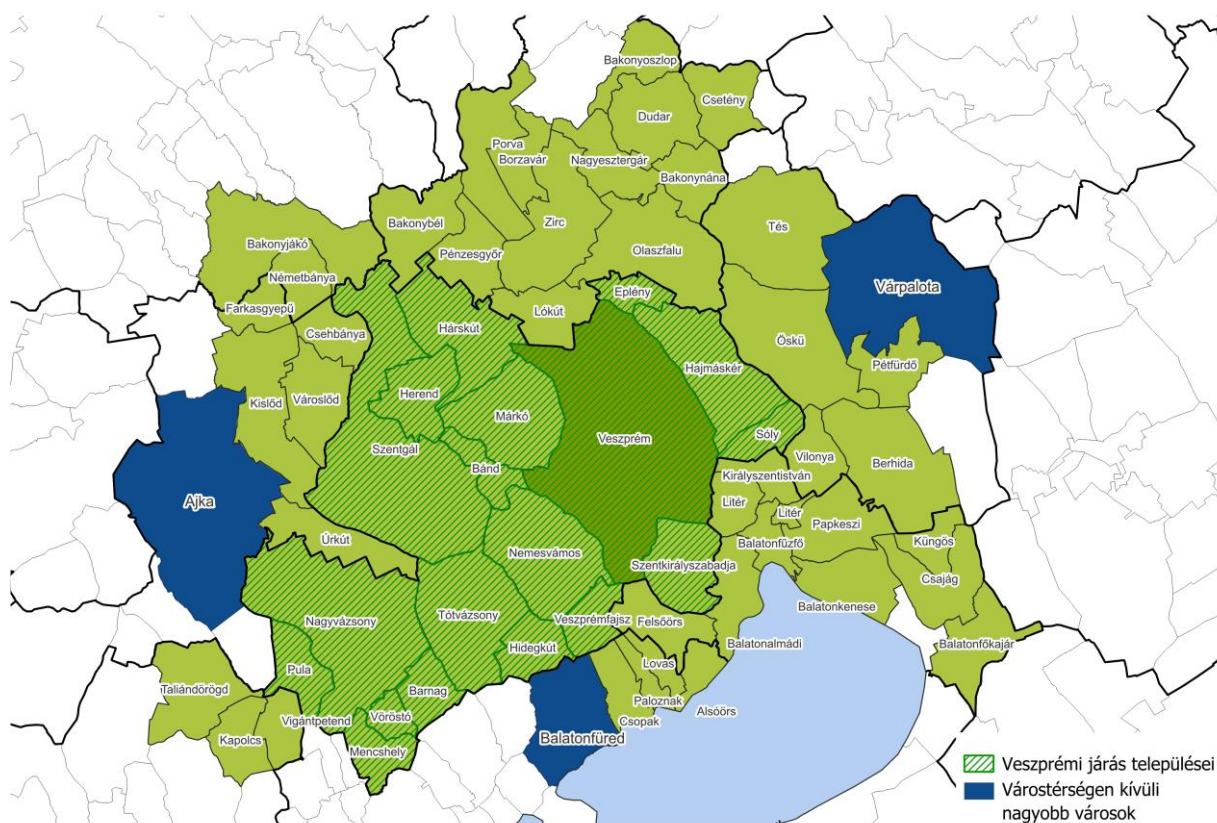 Bakonyoszlop
Csetény
Dudar
Porva
Borzavár
Nagyesztergár
Bakonynána
Bakonybél
Zirc
Tés
Bakonyjákó
Pénzesgyőr
Olaszfalu
Németbánya
Várpalota
Eplény
Farkasgyepű
Lókút
Csehbánya
Hárskút
Öskü
Hajmáskér
Pétfürdő
Herend
Kislőd
Városlőd
Márkó
Veszprém
Sóly
Szentgál
Vilonya
Berhida
Bánd
Királyszentistván
Ajka
Litér
Litér
Papkeszi
Úrkút
Nemesvámos
Balatonfűzfő
Küngös
Szentkirályszabadja
Csajág
Balatonkenese
Nagyvázsony
Tótvázsony
Veszprémfajsz
Felsőörs
Hidegkút
Balatonalmádi
Balatonfőkajár
Pula
Lovas
Taliándörögd
Barnag
Paloznak
Alsóörs
Vigántpetend
Vöröstó
Csopak
Kapolcs
Balatonfüred
Mencshely
Veszprémi járás települései
Várostérségen kívüli
nagyobb városok